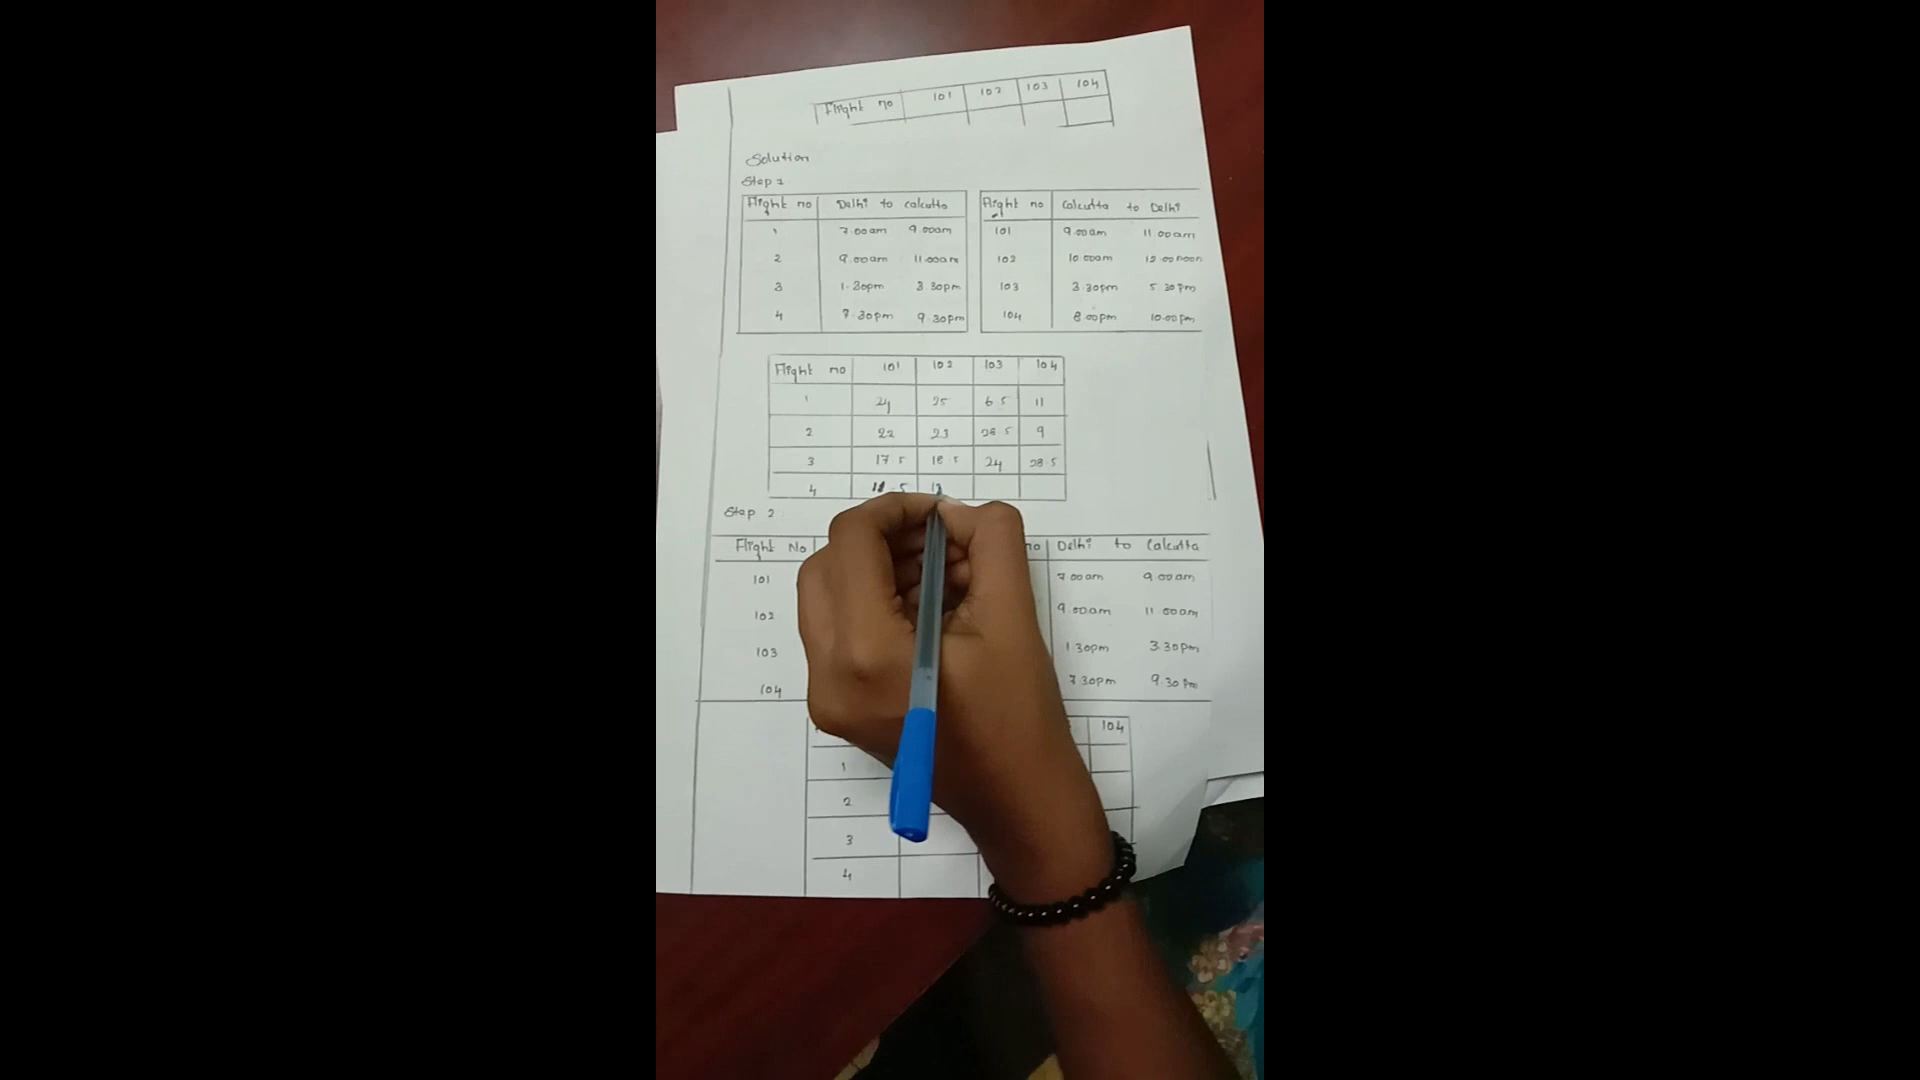 Flight no 101 102 103 104
Solution
Step 1
Flight no Delhi to Calcutta
1 7.00am 9.00am
2 9.00am 11.00am
3 1.30pm 3.30pm
4 7.30pm 9.30pm
Flight no Calcutta to Delhi
101 9.00am 11.00am
102 10.00am 12.00noon
103 3.30pm 5.30pm
104 8.00pm 10.00pm
Flight no 101 102 103 104
1 24 25 6.5 11
2 22 23 28.5 9
3 17.5 18.5 24 28.5
4 11.5
Step 2
Flight No
101
102
103
104
no Delhi to Calcutta
7.00am 9.00am
9.00am 11.00am
1.30pm 3.30pm
7.30pm 9.30pm
104
1
2
3
4